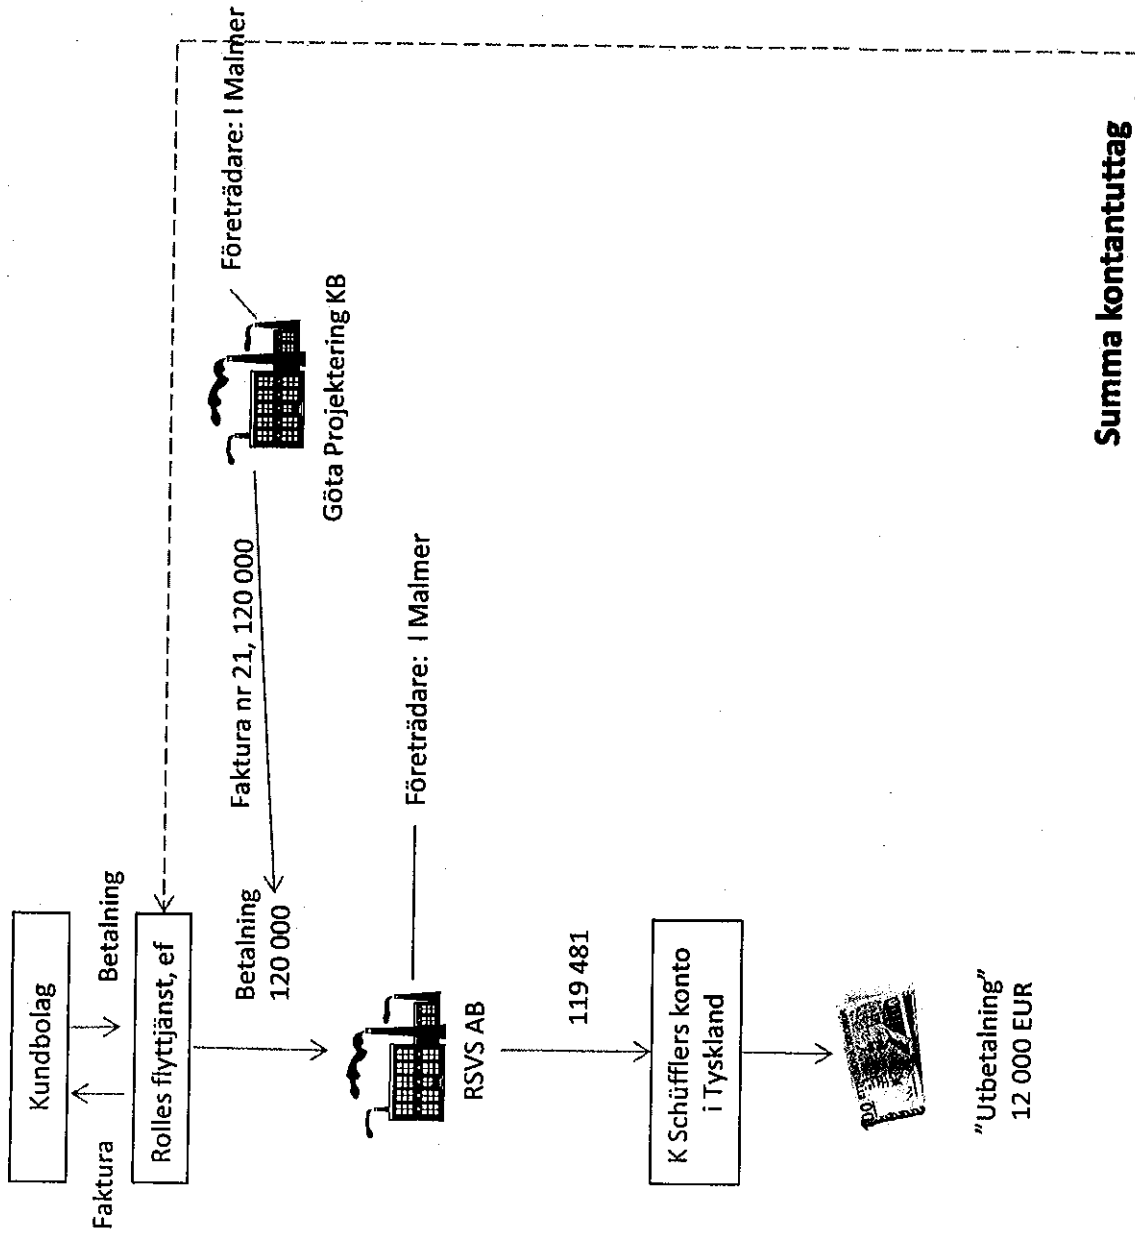 Kundbolag
Faktura
Betalning
Rolles flyttjänst, ef
Betalning
120 000
Faktura nr 21, 120 000
Företrädare: I Malmer
Göta Projektering KB
RSVS AB
Företrädare: I Malmer
119 481
K Schüfflers konto
i Tyskland
100
"Utbetalning"
12 000 EUR
Summa kontantuttag